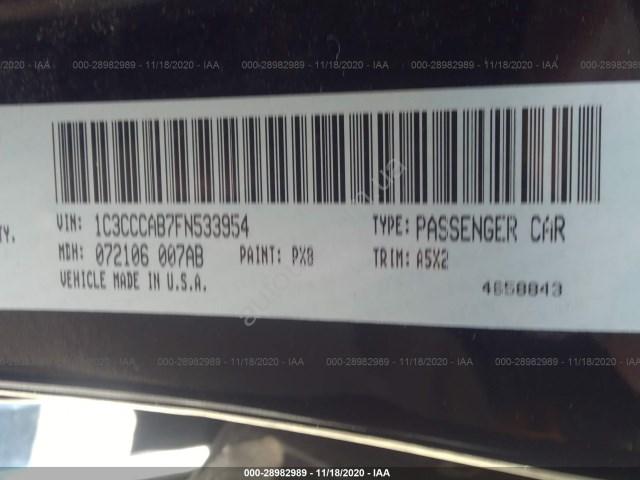 000-28982989 - 11/18/2020 - IAA
TY.
VIN: 1C3CCCAB7FN533954 TYPE: PASSENGER CAR
MDH: 072106 007AB PAINT: PX8 TRIM: A5X2
VEHICLE MADE IN U.S.A. 4658843
000-28982989 - 11/18/2020 - IAA
000-28982989 - 11/18/2020 - IAA